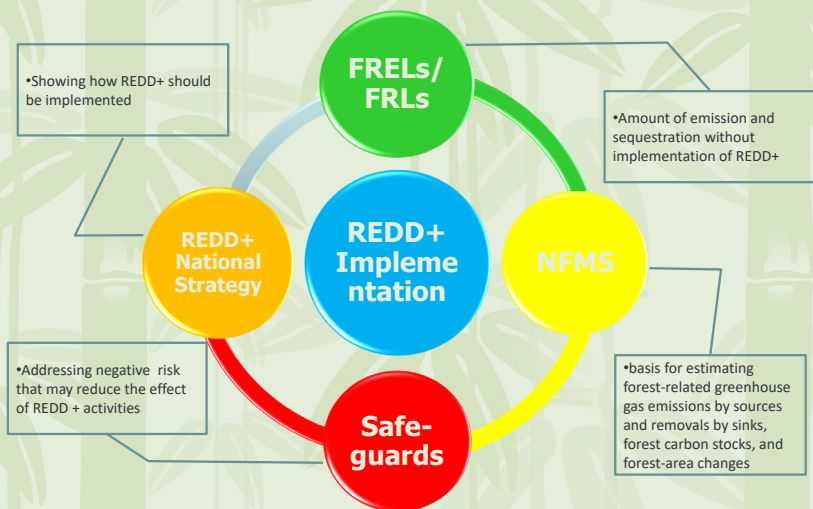 FRELs/
FRLs
•Showing how REDD+ should
be implemented
•Amount of emission and
sequestration without
implementation of REDD+
REDD+
National
Strategy
REDD+
Impleme
ntation
NFMS
•Addressing negative  risk
that may reduce the effect
of REDD + activities
•basis for estimating
forest-related greenhouse
gas emissions by sources
and removals by sinks,
forest carbon stocks, and
forest-area changes
Safe-
guards